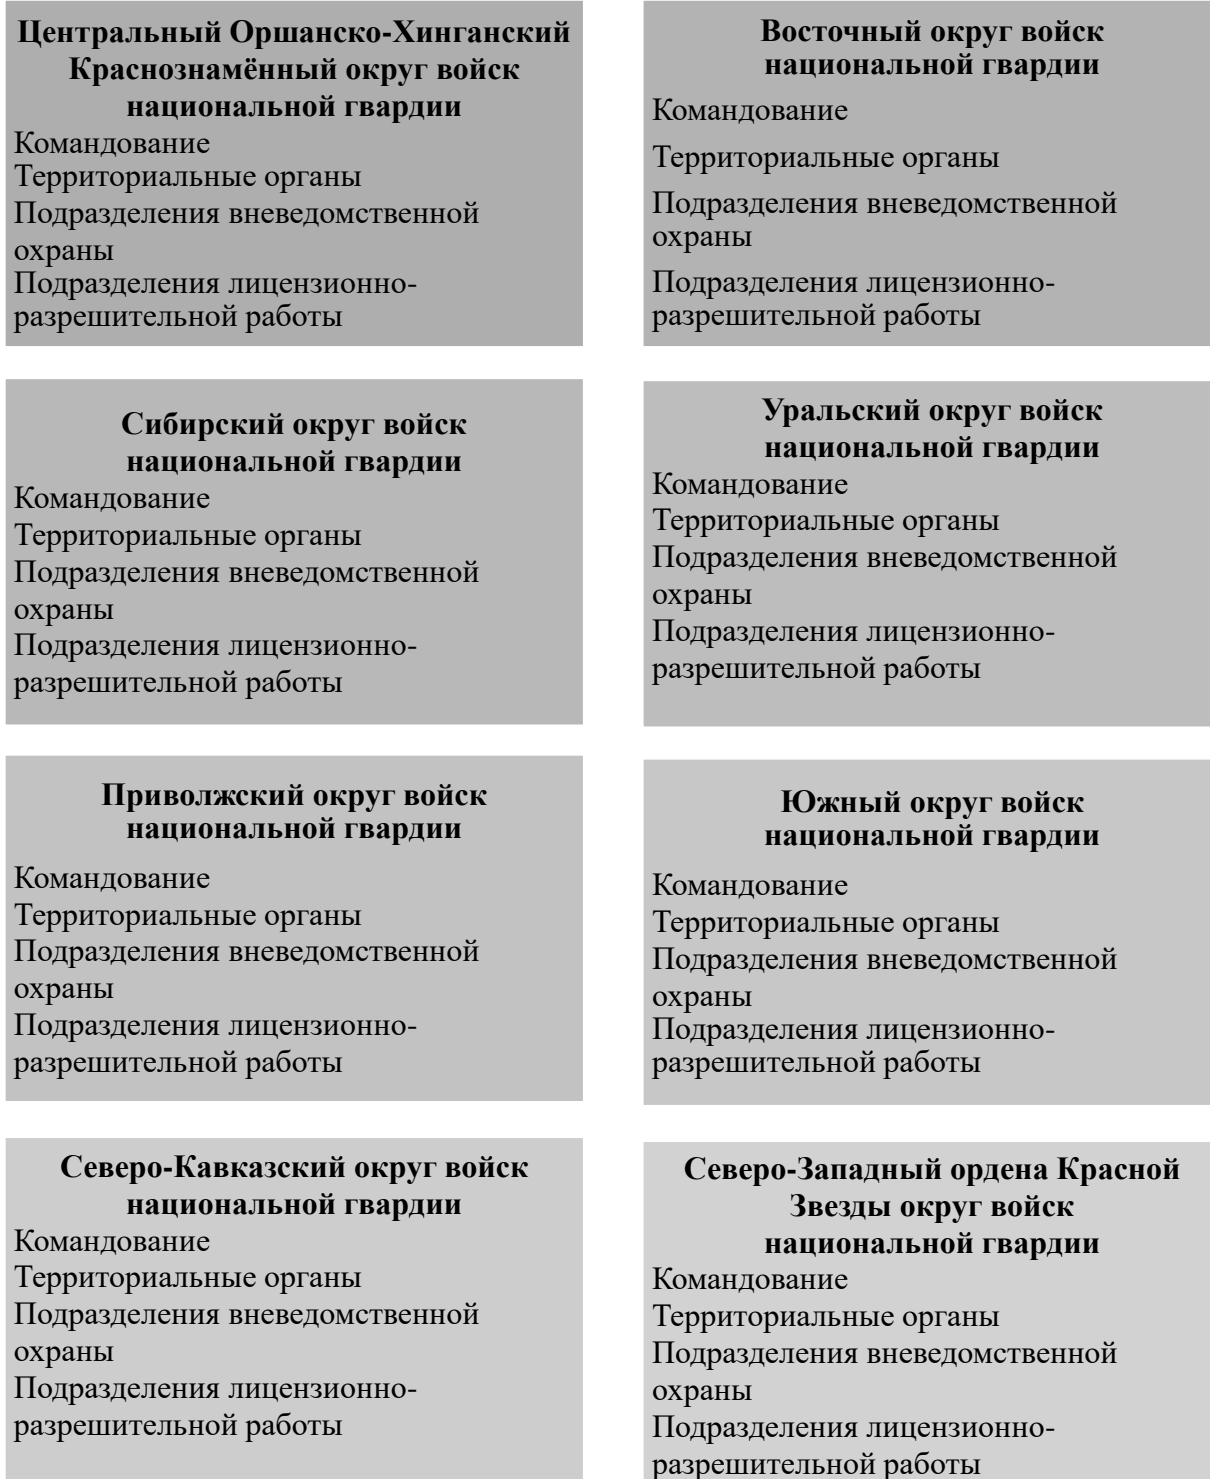 Центральный Оршанско-Хинганский
Краснознамённый округ войск
национальной гвардии
Командование
Территориальные органы
Подразделения вневедомственной
охраны
Подразделения лицензионно-
разрешительной работы
Восточный округ войск
национальной гвардии
Командование
Территориальные органы
Подразделения вневедомственной
охраны
Подразделения лицензионно-
разрешительной работы
Сибирский округ войск
национальной гвардии
Командование
Территориальные органы
Подразделения вневедомственной
охраны
Подразделения лицензионно-
разрешительной работы
Уральский округ войск
национальной гвардии
Командование
Территориальные органы
Подразделения вневедомственной
охраны
Подразделения лицензионно-
разрешительной работы
Приволжский округ войск
национальной гвардии
Командование
Территориальные органы
Подразделения вневедомственной
охраны
Подразделения лицензионно-
разрешительной работы
Южный округ войск
национальной гвардии
Командование
Территориальные органы
Подразделения вневедомственной
охраны
Подразделения лицензионно-
разрешительной работы
Северо-Кавказский округ войск
национальной гвардии
Командование
Территориальные органы
Подразделения вневедомственной
охраны
Подразделения лицензионно-
разрешительной работы
Северо-Западный ордена Красной
Звезды округ войск
национальной гвардии
Командование
Территориальные органы
Подразделения вневедомственной
охраны
Подразделения лицензионно-
разрешительной работы